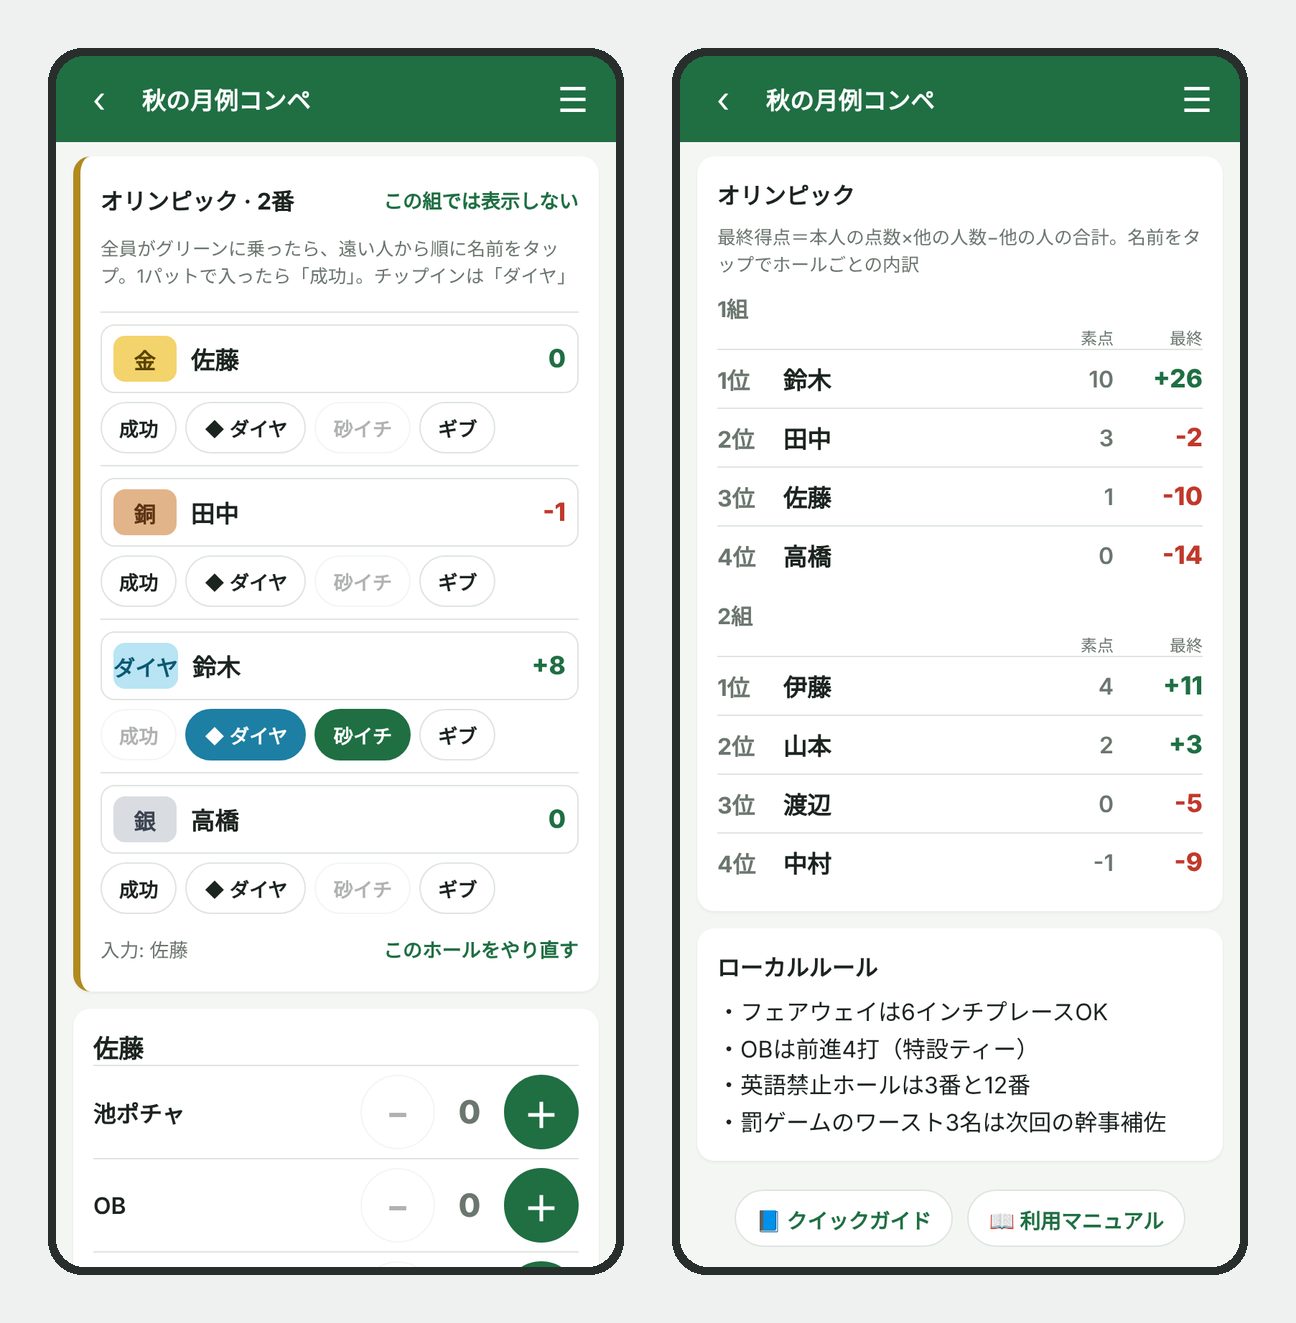 ‹ 秋の月例コンペ ☰
オリンピック · 2番 この組では表示しない
全員がグリーンに乗ったら、遠い人から順に名前をタッ
プ。1パットで入ったら「成功」。チップインは「ダイヤ」
金 佐藤 0
成功 ◆ ダイヤ 砂イチ ギブ
銅 田中 -1
成功 ◆ ダイヤ 砂イチ ギブ
ダイヤ 鈴木 +8
成功 ◆ ダイヤ 砂イチ ギブ
銀 高橋 0
成功 ◆ ダイヤ 砂イチ ギブ
入力: 佐藤 このホールをやり直す
佐藤
池ポチャ − 0 +
OB − 0 +
‹ 秋の月例コンペ ☰
オリンピック
最終得点＝本人の点数×他の人数−他の人の合計。名前をタ
ップでホールごとの内訳
1組
素点 最終
1位 鈴木 10 +26
2位 田中 3 -2
3位 佐藤 1 -10
4位 高橋 0 -14
2組
素点 最終
1位 伊藤 4 +11
2位 山本 2 +3
3位 渡辺 0 -5
4位 中村 -1 -9
ローカルルール
・フェアウェイは6インチプレースOK
・OBは前進4打（特設ティー）
・英語禁止ホールは3番と12番
・罰ゲームのワースト3名は次回の幹事補佐
📘 クイックガイド 📖 利用マニュアル